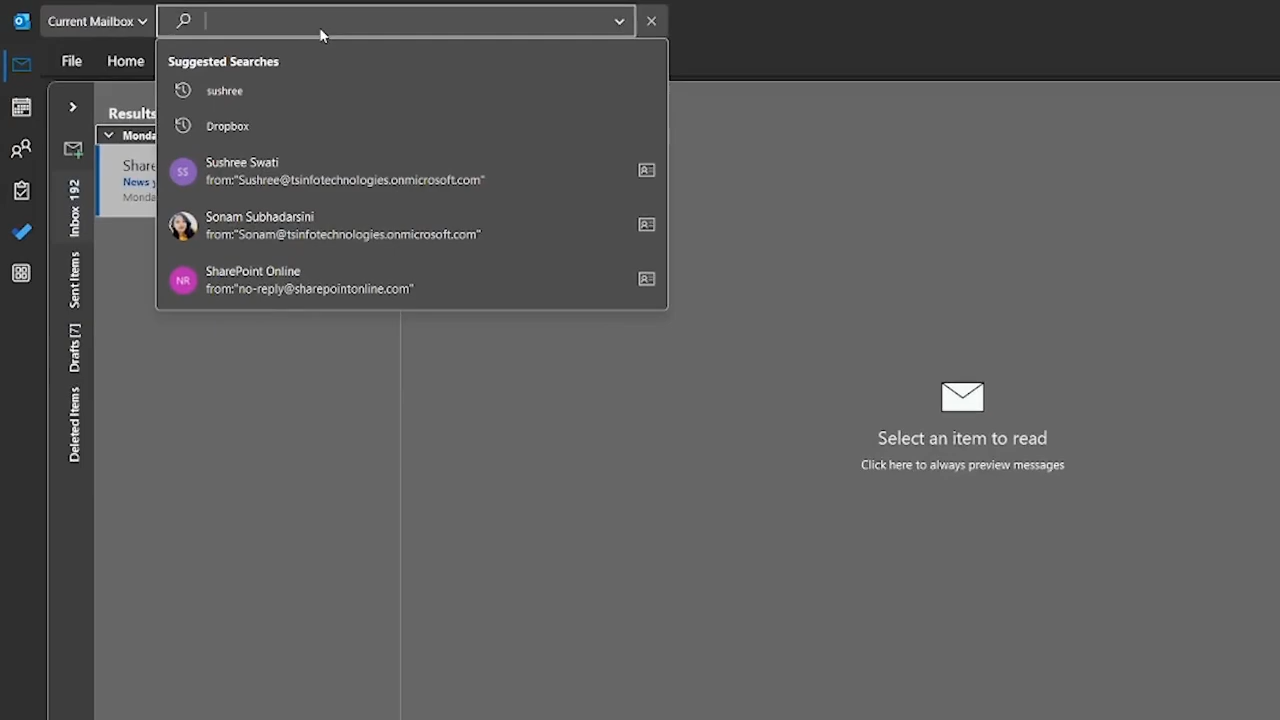 Current Mailbox
File
Home
Suggested Searches
sushree
Dropbox
SS
Sushree Swati
from:"Sushree@tsinfotechnologies.onmicrosoft.com"
Sonam Subhadarsini
from:"Sonam@tsinfotechnologies.onmicrosoft.com"
NR
SharePoint Online
from:"no-reply@sharepointonline.com"
Results
Monda
Share
News y
Monda
Inbox 192
Sent Items
Drafts [7]
Deleted Items
Select an item to read
Click here to always preview messages